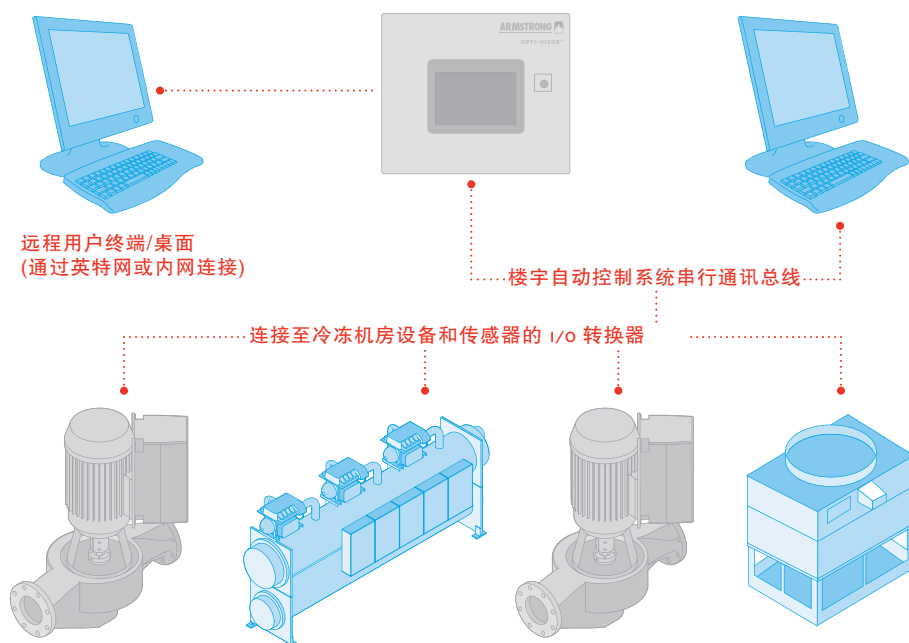 ARMSTRONG
OPTI-VISOR™
远程用户终端/桌面
(通过英特网或内网连接)
楼宇自动控制系统串行通讯总线
连接至冷冻机房设备和传感器的 I/O 转换器